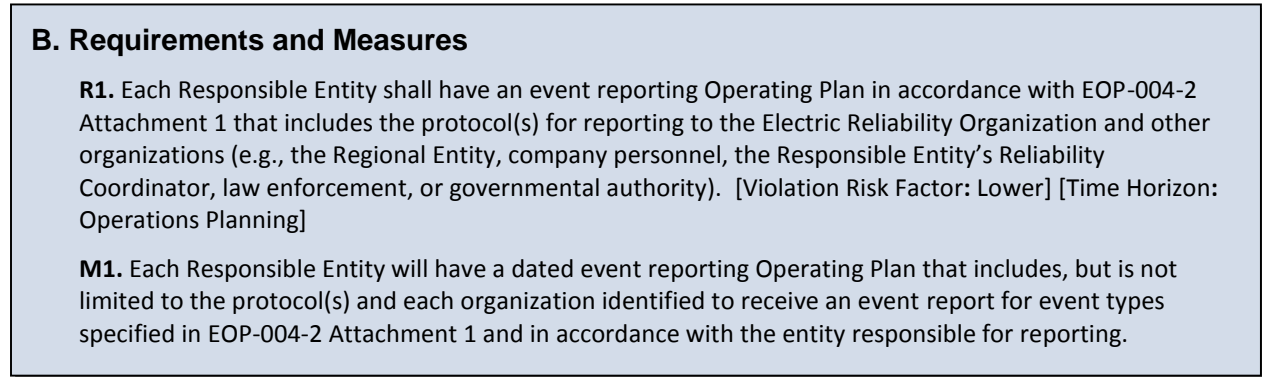 B. Requirements and Measures
R1. Each Responsible Entity shall have an event reporting Operating Plan in accordance with EOP-004-2
Attachment 1 that includes the protocol(s) for reporting to the Electric Reliability Organization and other
organizations (e.g., the Regional Entity, company personnel, the Responsible Entity’s Reliability
Coordinator, law enforcement, or governmental authority).  [Violation Risk Factor: Lower] [Time Horizon:
Operations Planning]
M1. Each Responsible Entity will have a dated event reporting Operating Plan that includes, but is not
limited to the protocol(s) and each organization identified to receive an event report for event types
specified in EOP-004-2 Attachment 1 and in accordance with the entity responsible for reporting.